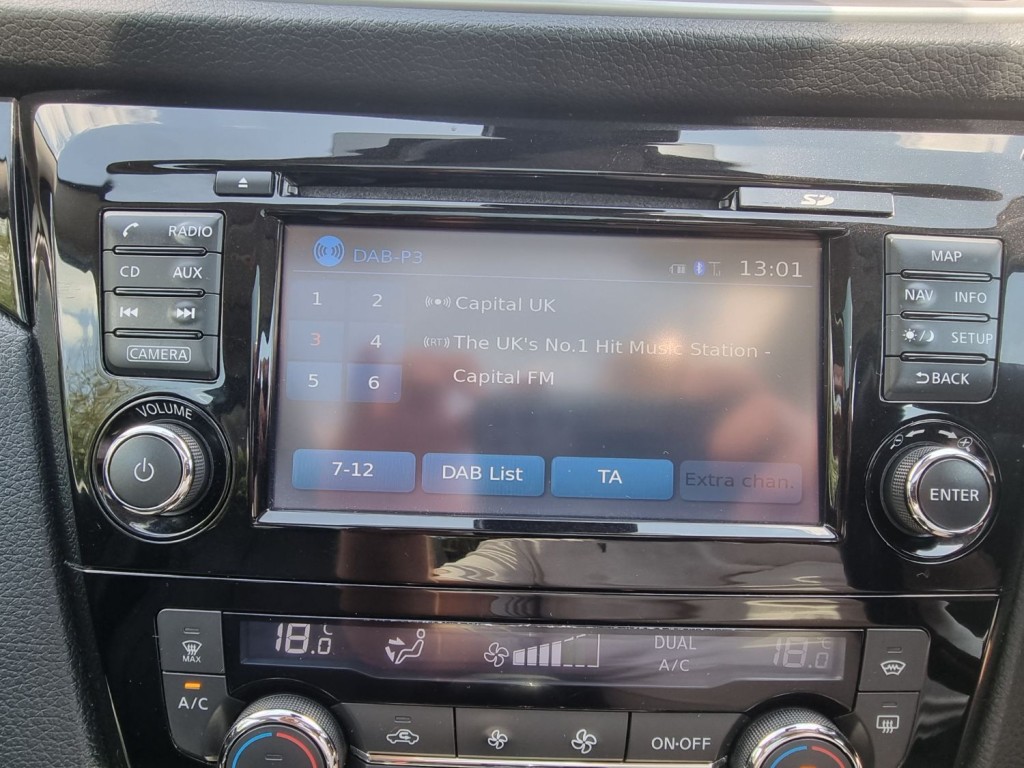 RADIO
CD AUX
CAMERA
VOLUME
SD
DAB-P3
13:01
1 2
3 4
5 6
Capital UK
(RT) The UK's No.1 Hit Music Station -
Capital FM
7-12
DAB List
TA
Extra chan.
MAP
NAV INFO
SETUP
BACK
ENTER
MAX
A/C
18.0°C
DUAL
A/C
18.0°C
ON·OFF